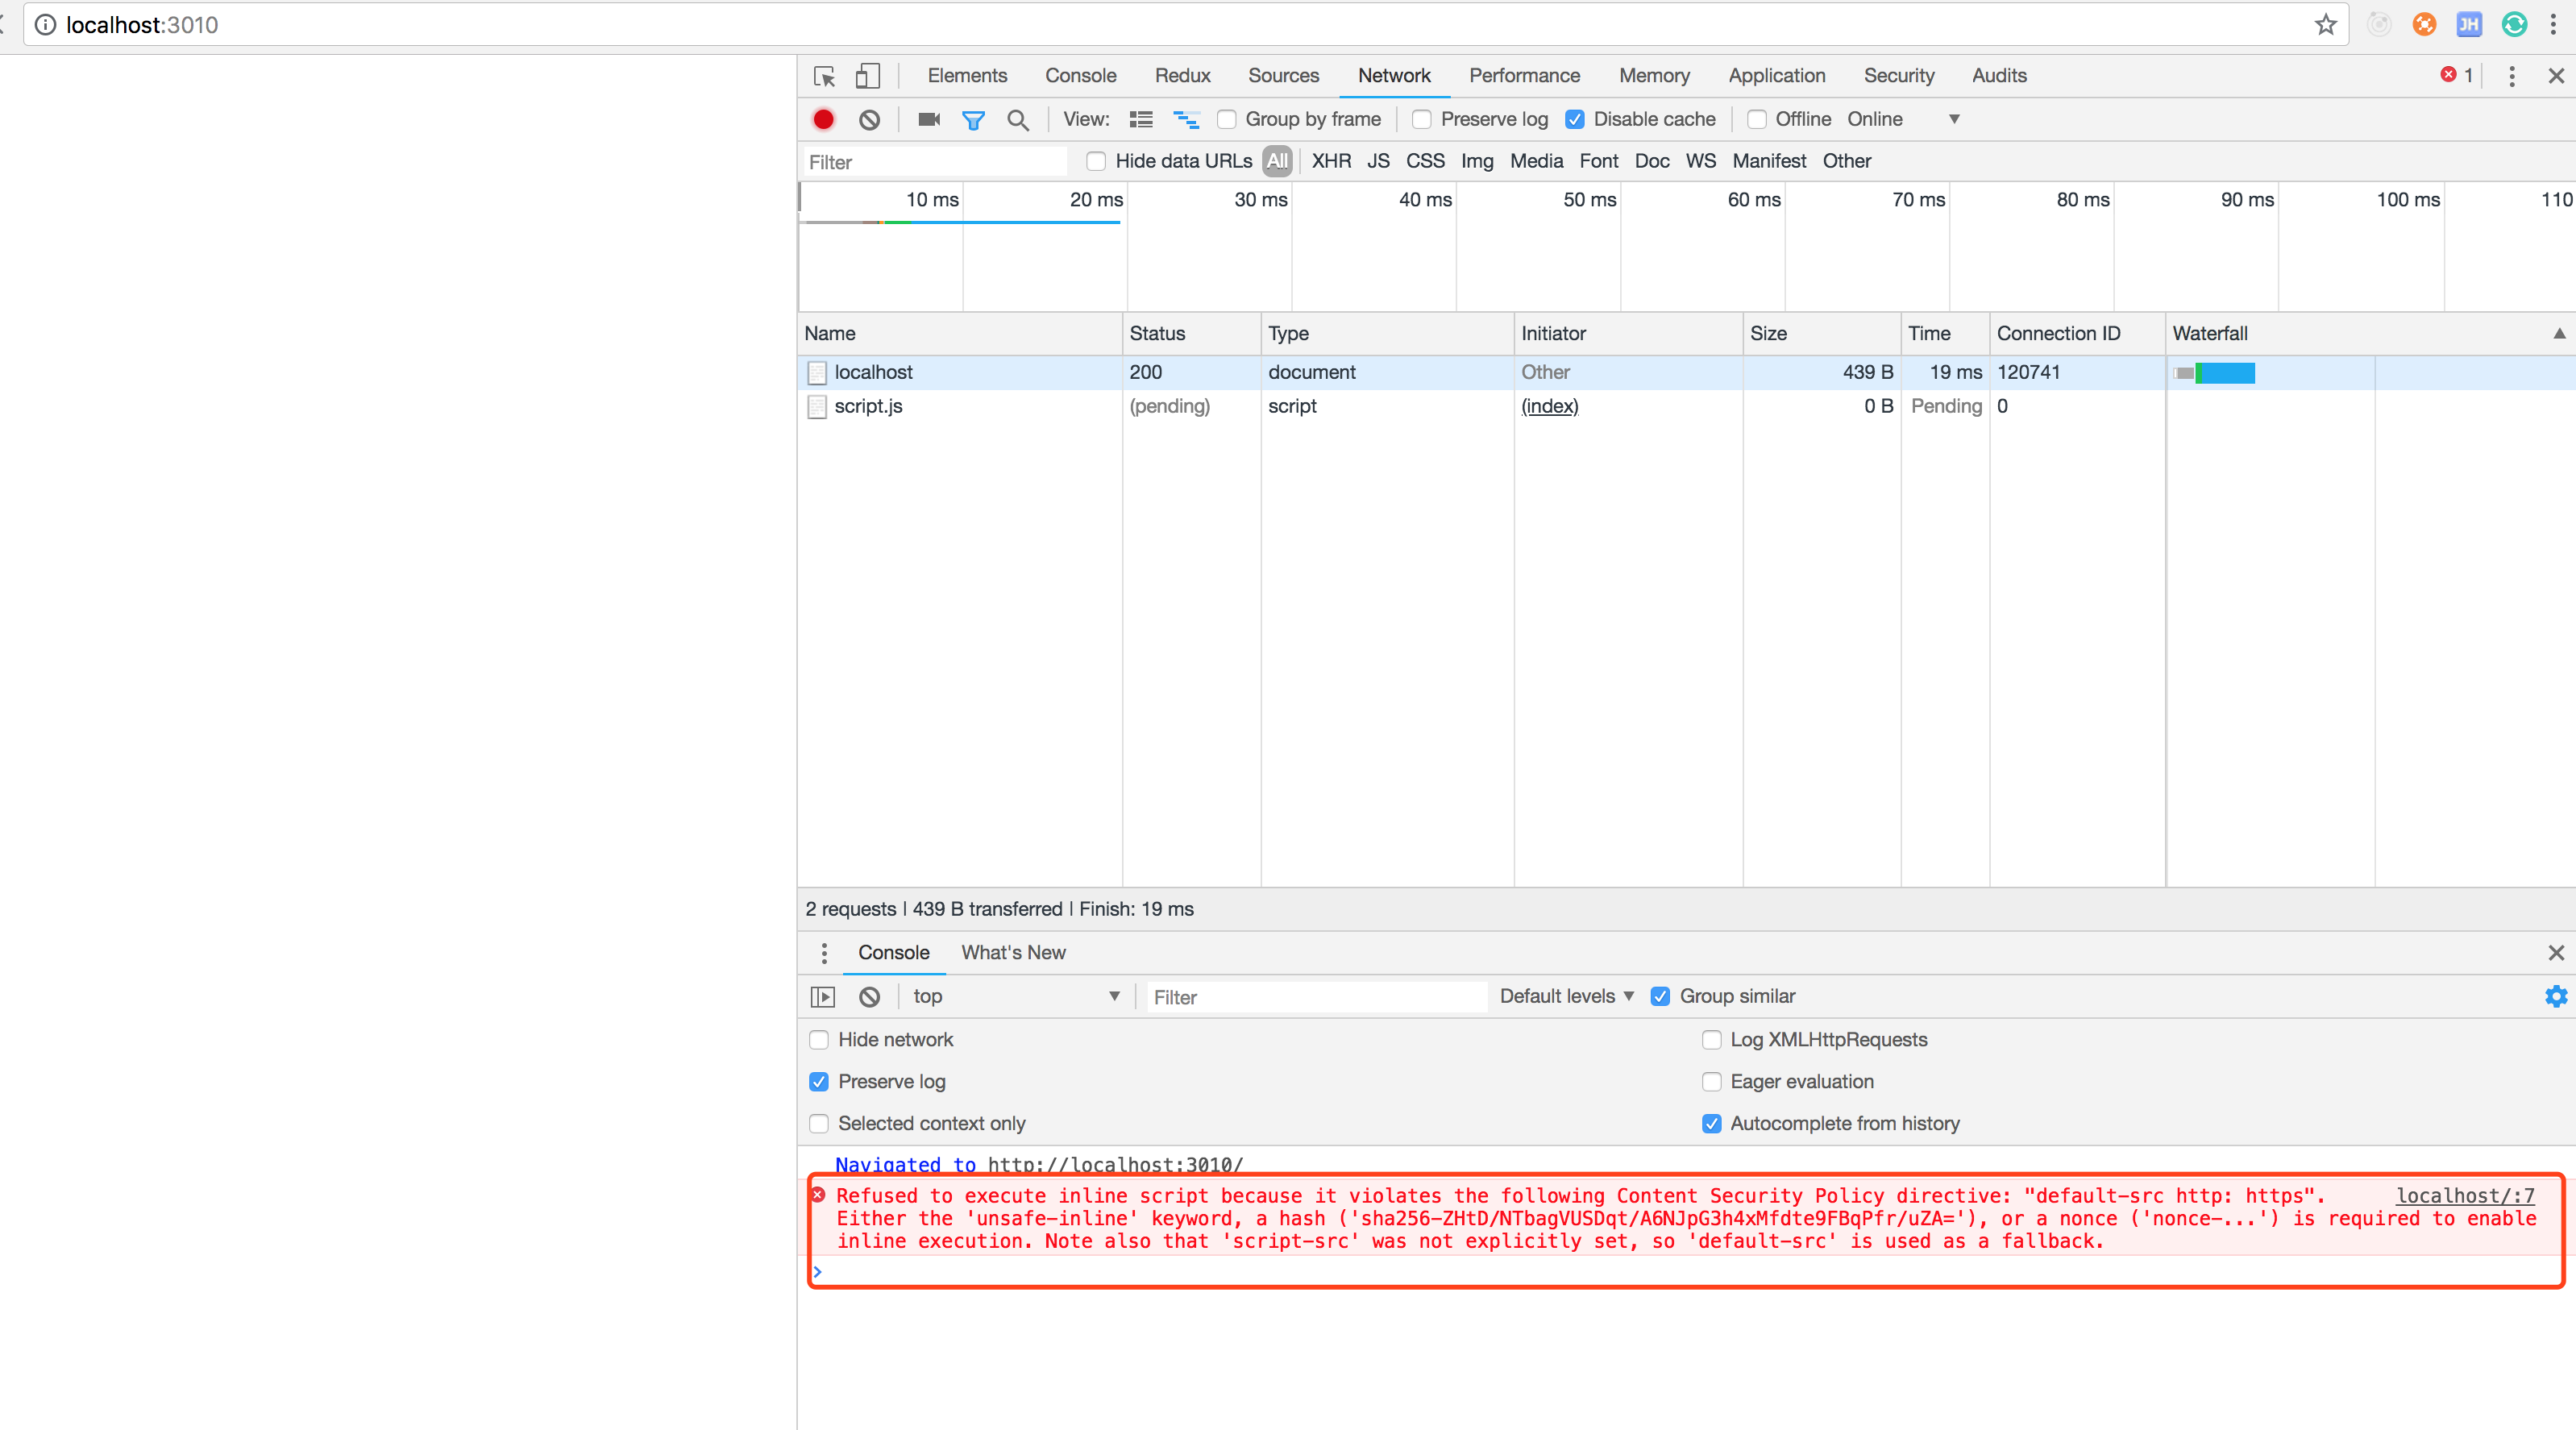 localhost:3010
JH
Elements Console Redux Sources Network Performance Memory Application Security Audits 1
View: Group by frame Preserve log Disable cache Offline Online
Filter Hide data URLs All XHR JS CSS Img Media Font Doc WS Manifest Other
10 ms 20 ms 30 ms 40 ms 50 ms 60 ms 70 ms 80 ms 90 ms 100 ms 110
Name Status Type Initiator Size Time Connection ID Waterfall
localhost 200 document Other 439 B 19 ms 120741
script.js (pending) script (index) 0 B Pending 0
2 requests | 439 B transferred | Finish: 19 ms
Console What's New
top Filter Default levels Group similar
Hide network Log XMLHttpRequests
Preserve log Eager evaluation
Selected context only Autocomplete from history
Navigated to http://localhost:3010/
Refused to execute inline script because it violates the following Content Security Policy directive: "default-src http: https". localhost/:7
Either the 'unsafe-inline' keyword, a hash ('sha256-ZHtD/NTbagVUSDqt/A6NJpG3h4xMfdte9FBqPfr/uZA='), or a nonce ('nonce-...') is required to enable
inline execution. Note also that 'script-src' was not explicitly set, so 'default-src' is used as a fallback.